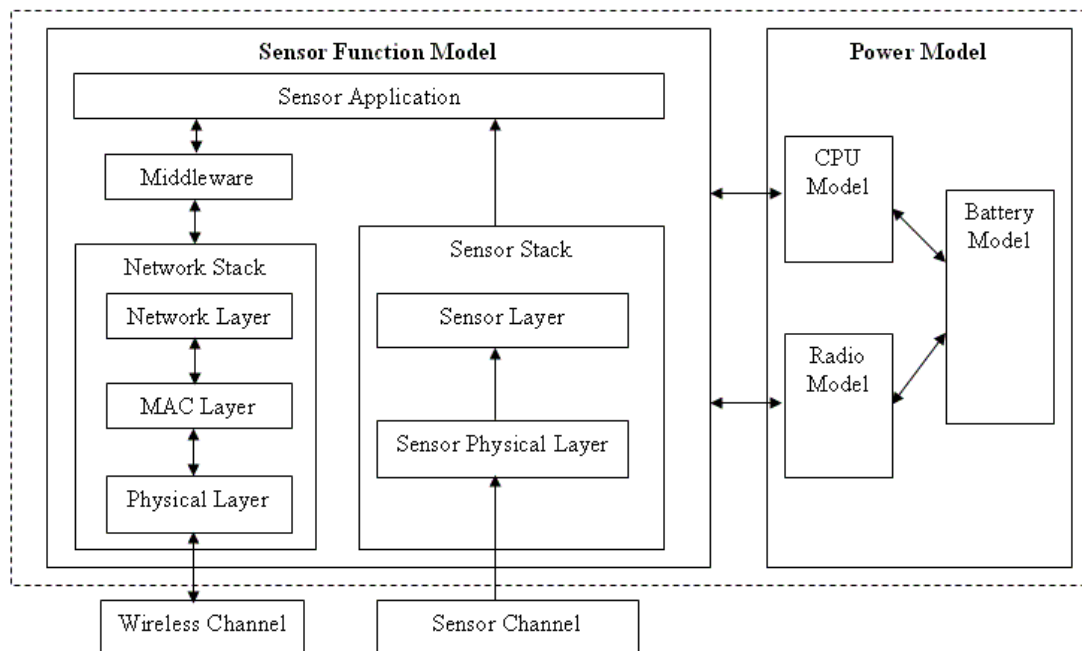 Sensor Function Model
Sensor Application
Middleware
Network Stack
Network Layer
MAC Layer
Physical Layer
Sensor Stack
Sensor Layer
Sensor Physical Layer
Power Model
CPU
Model
Radio
Model
Battery
Model
Wireless Channel
Sensor Channel